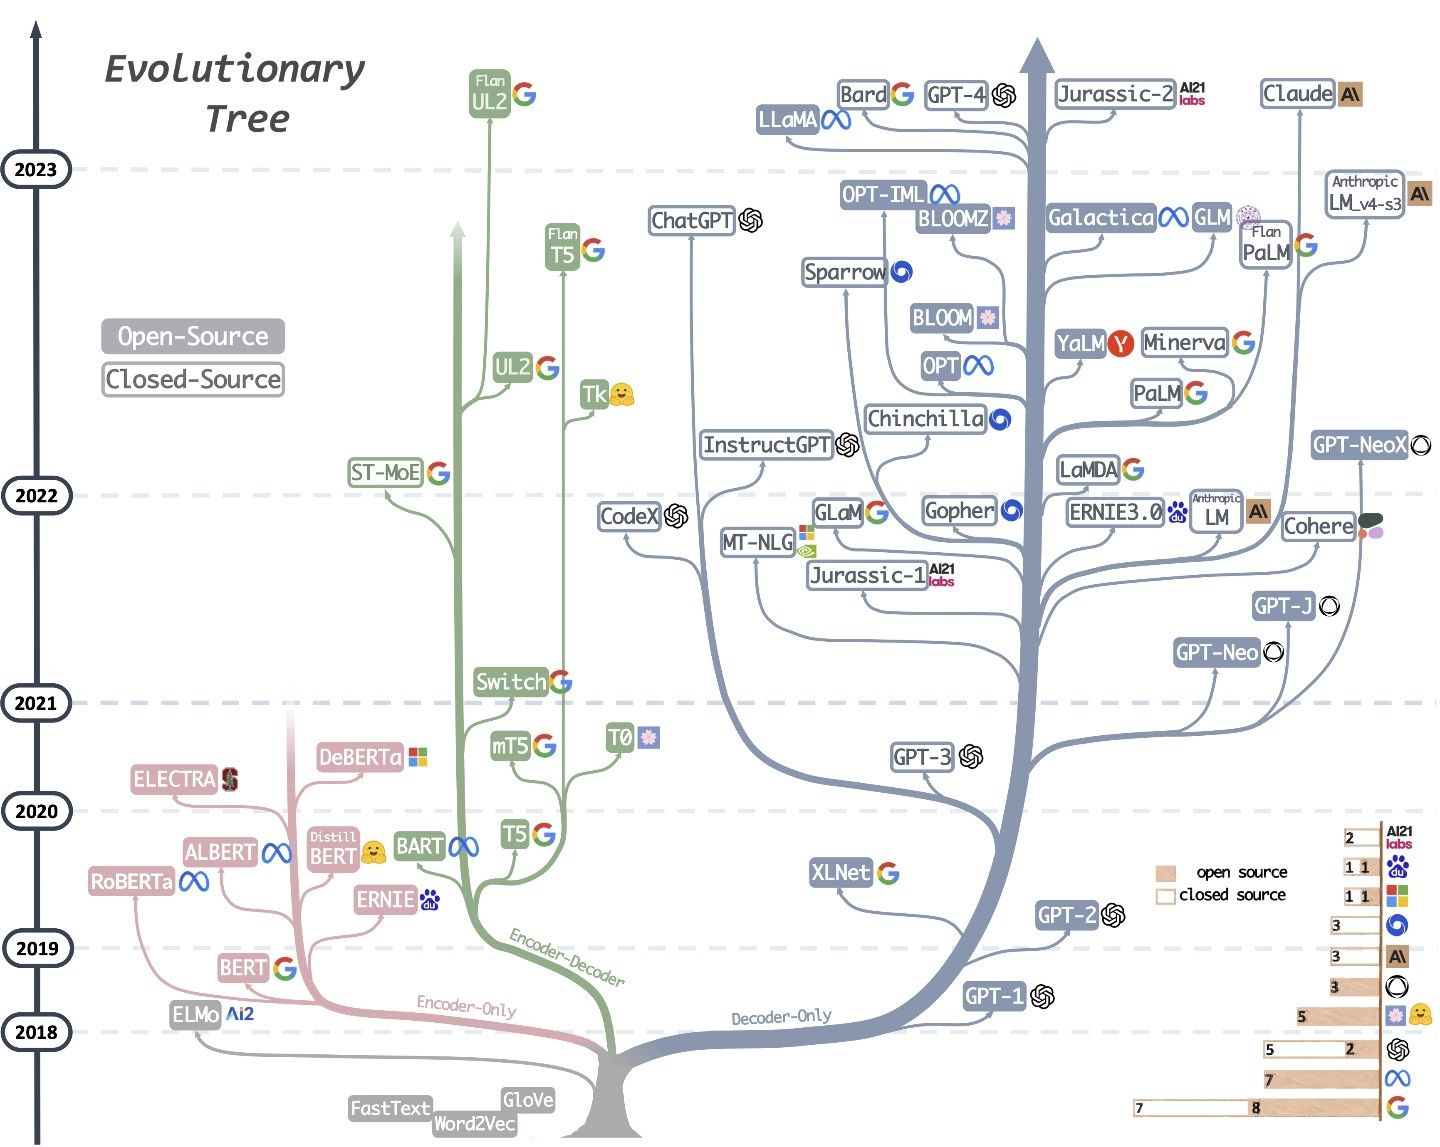 Evolutionary
Tree
2023
2022
2021
2020
2019
2018
Open-Source
Closed-Source
Flan
UL2
Bard
GPT-4
Jurassic-2
AI21
labs
Claude
A\
LLaMA
OPT-IML
BLOOMZ
Galactica
GLM
Anthropic
LM_v4-s3
A\
ChatGPT
Flan
T5
Flan
PaLM
Sparrow
BLOOM
YaLM
Y
Minerva
UL2
OPT
PaLM
Tk
Chinchilla
InstructGPT
GPT-NeoX
ST-MoE
LaMDA
CodeX
GLaM
Gopher
ERNIE3.0
du
Anthropic
LM
A\
Cohere
MT-NLG
Jurassic-1
AI21
labs
GPT-J
GPT-Neo
Switch
mT5
T0
GPT-3
DeBERTa
ELECTRA
S
ALBERT
Distill
BERT
BART
T5
RoBERTa
ERNIE
du
XLNet
GPT-2
BERT
ELMo
Ai2
GPT-1
Encoder-Only
Encoder-Decoder
Decoder-Only
FastText
Word2Vec
GloVe
open source
closed source
2
AI21
labs
1 1
du
1 1
3
3
A\
3
5
5 2
7
7 8